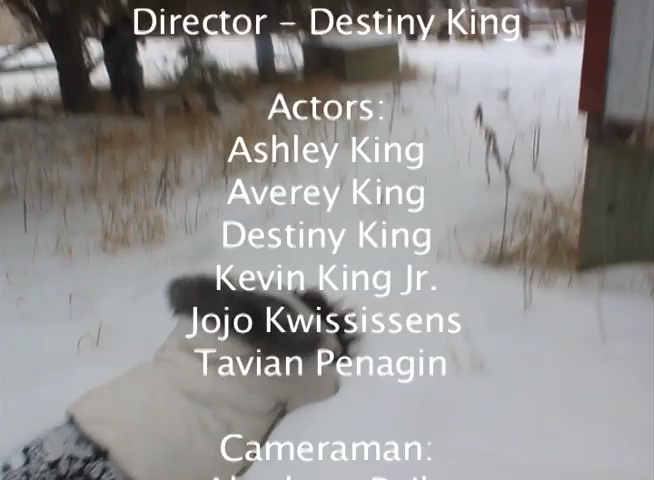 Director - Destiny King
Actors:
Ashley King
Averey King
Destiny King
Kevin King Jr.
Jojo Kwississens
Tavian Penagin
Cameraman: